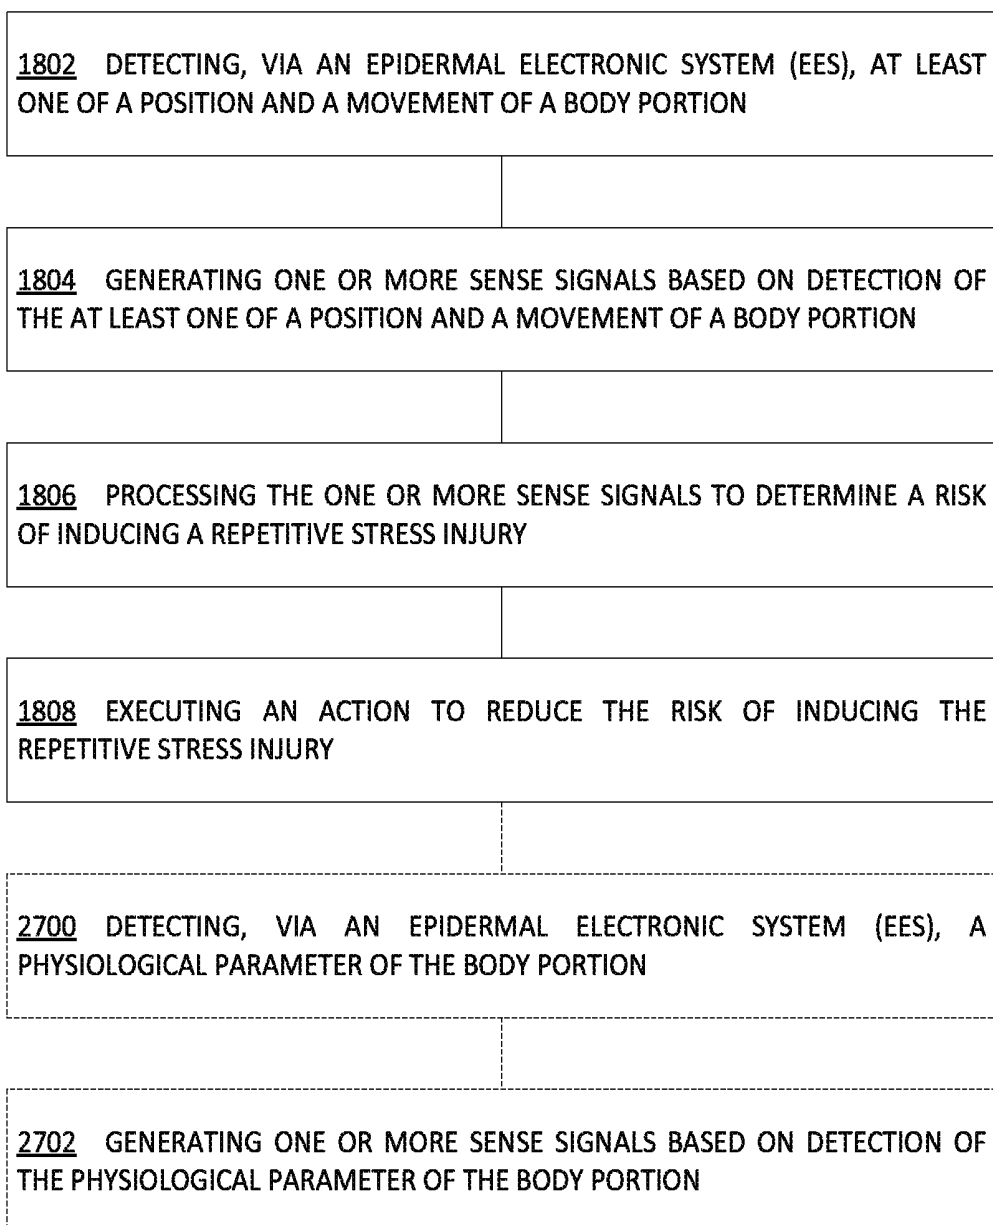 1802 DETECTING, VIA AN EPIDERMAL ELECTRONIC SYSTEM (EES), AT LEAST
ONE OF A POSITION AND A MOVEMENT OF A BODY PORTION
1804 GENERATING ONE OR MORE SENSE SIGNALS BASED ON DETECTION OF
THE AT LEAST ONE OF A POSITION AND A MOVEMENT OF A BODY PORTION
1806 PROCESSING THE ONE OR MORE SENSE SIGNALS TO DETERMINE A RISK
OF INDUCING A REPETITIVE STRESS INJURY
1808 EXECUTING AN ACTION TO REDUCE THE RISK OF INDUCING THE
REPETITIVE STRESS INJURY
2700 DETECTING, VIA AN EPIDERMAL ELECTRONIC SYSTEM (EES), A
PHYSIOLOGICAL PARAMETER OF THE BODY PORTION
2702 GENERATING ONE OR MORE SENSE SIGNALS BASED ON DETECTION OF
THE PHYSIOLOGICAL PARAMETER OF THE BODY PORTION